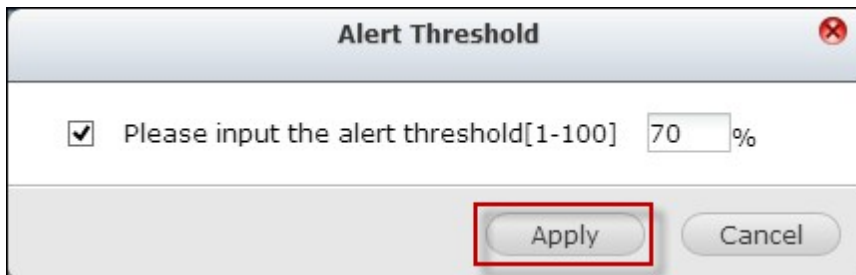 Alert Threshold
Please input the alert threshold[1-100] 70 %
Apply Cancel